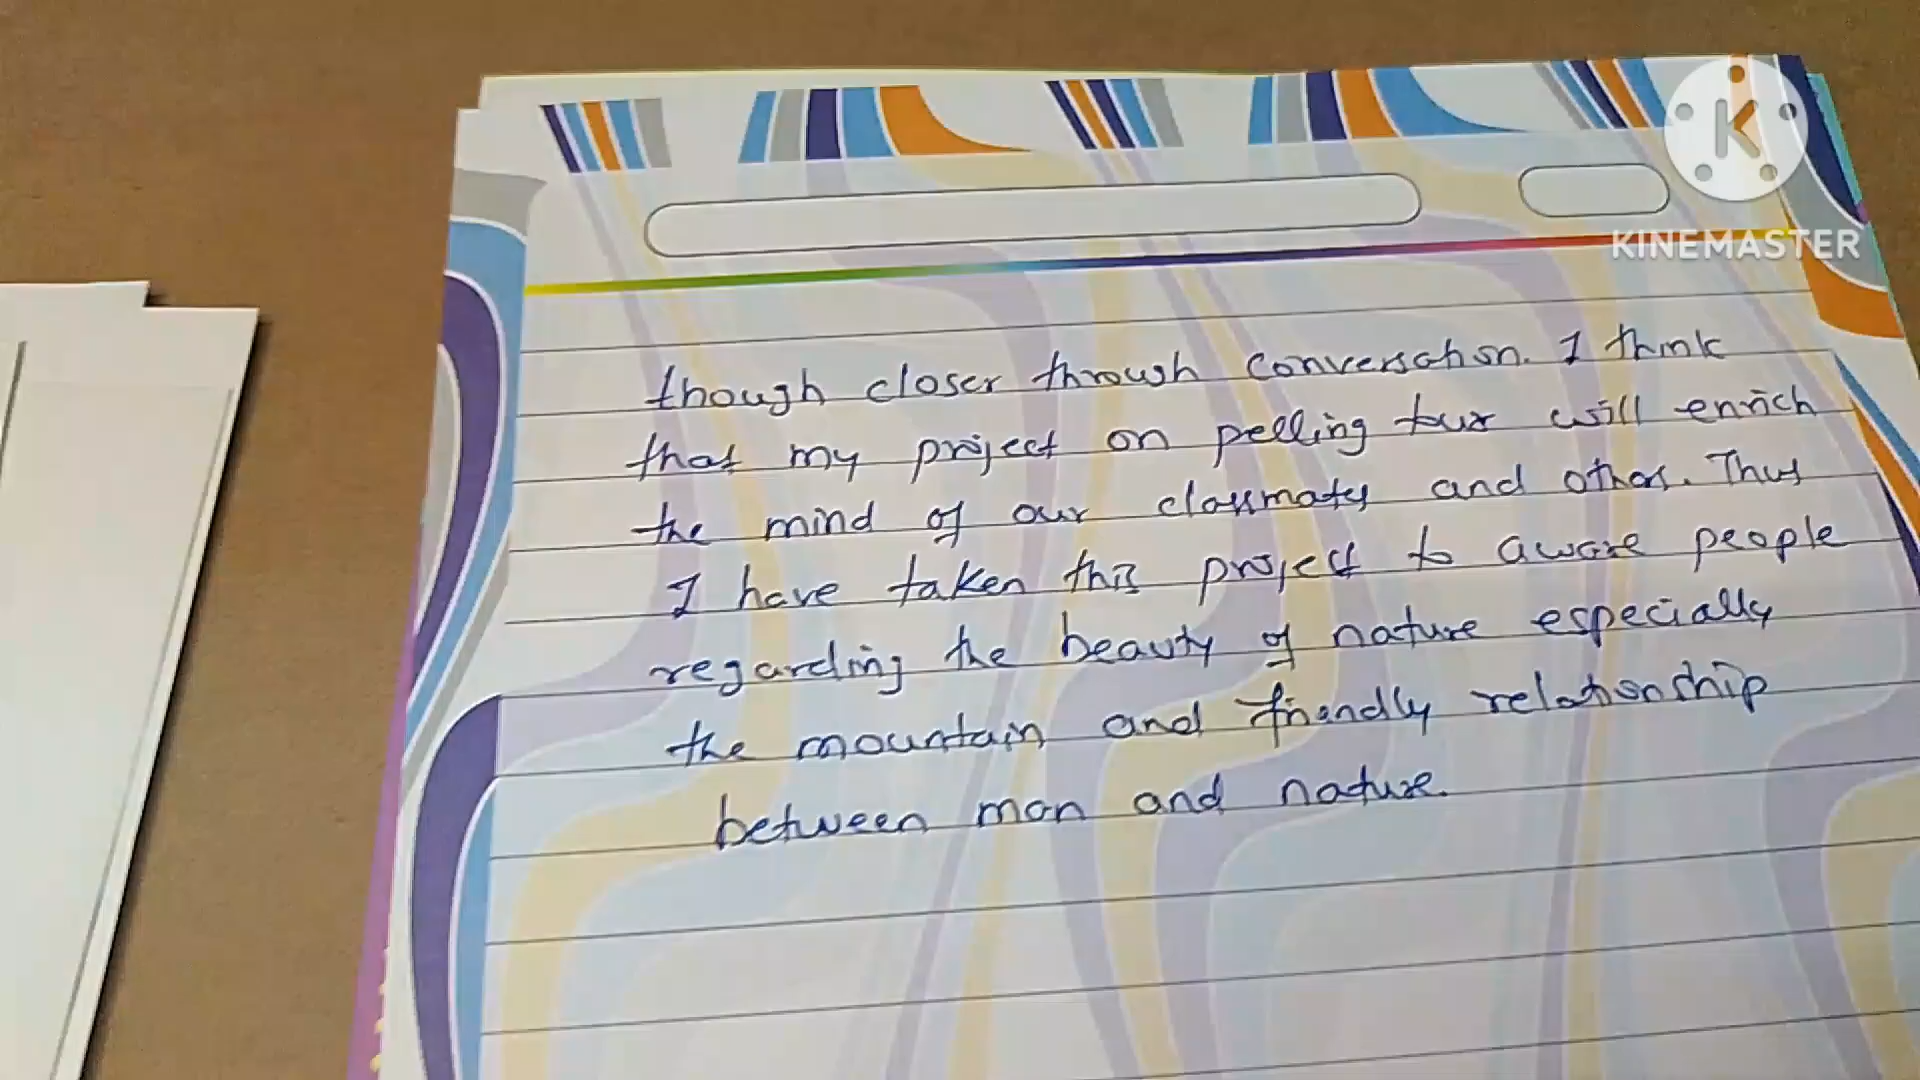 K
KINEMASTER
though closer through conversation. I think
that my project on pelling tur will enrich
the mind of our classmates and others. Thus
I have taken this project to aware people
regarding the beauty of nature especially
the mountain and friendly relationship
between man and nature.